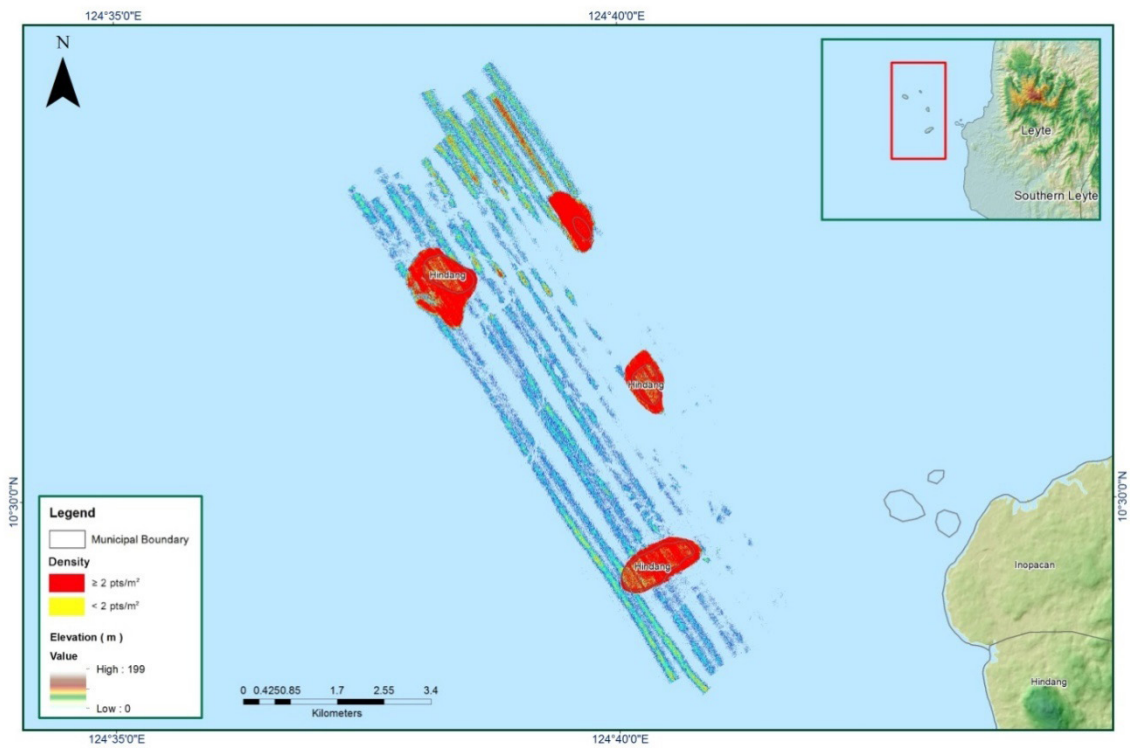 124°35'0"E
124°40'0"E
N
Leyte
Southern Leyte
Hindang
Hindang
10°30'0"N
10°30'0"N
Legend
Municipal Boundary
Density
≥ 2 pts/m²
< 2 pts/m²
Elevation ( m )
Value
High : 199
Low : 0
Hindang
Inopacan
Hindang
0 0.4250.85 1.7 2.55 3.4
Kilometers
124°35'0"E
124°40'0"E